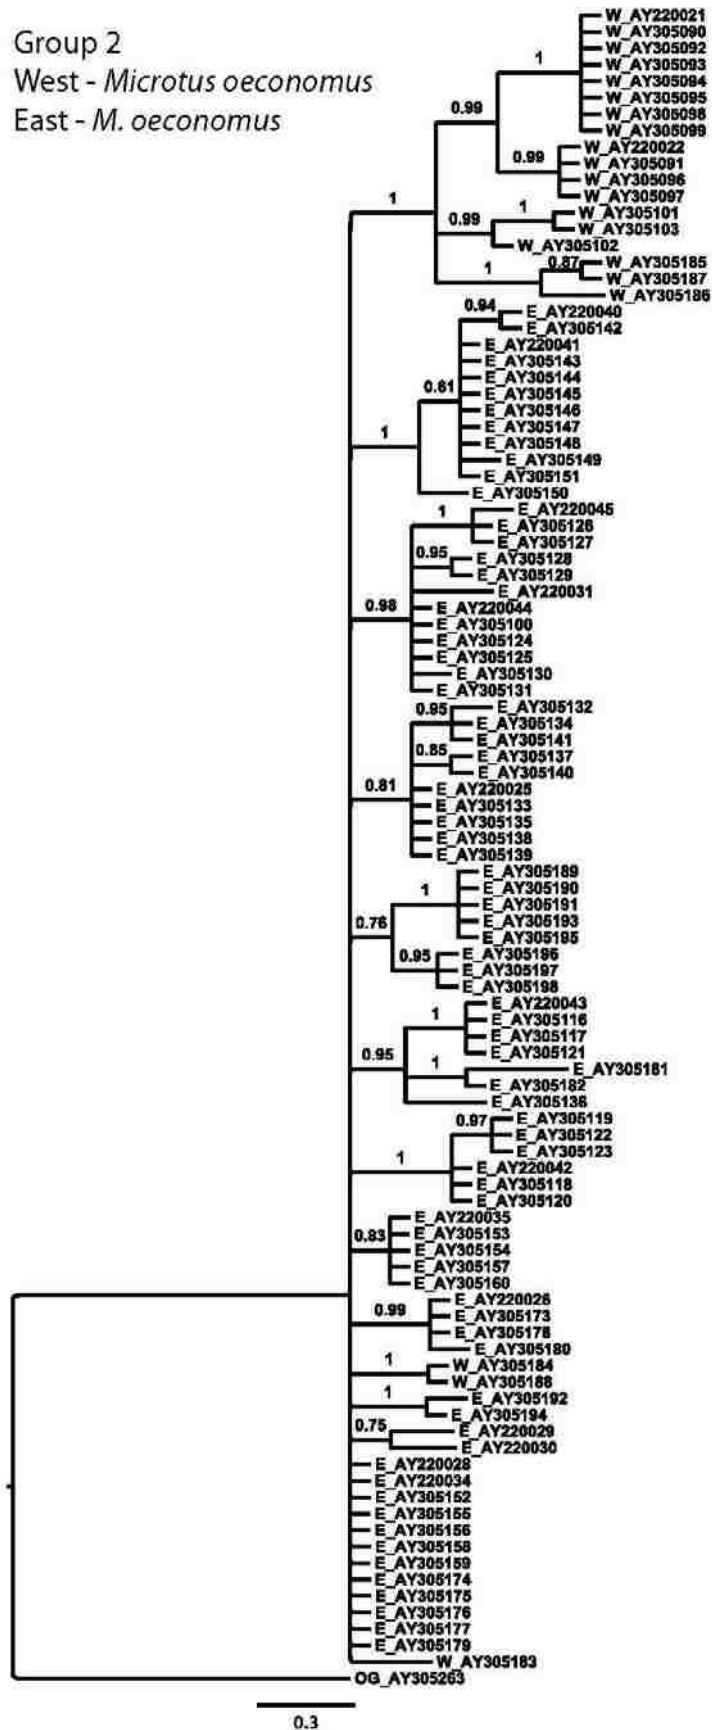 Group 2
West - Microtus oeconomus
East - M. oeconomus
W_AY220021
W_AY305090
1
W_AY305092
W_AY305093
W_AY305094
W_AY305095
W_AY305098
0.99
W_AY305099
W_AY220022
0.99
W_AY305091
W_AY305096
W_AY305097
1
1
W_AY305101
0.99
W_AY305103
W_AY305102
1
0.87
W_AY305185
W_AY305187
W_AY305186
0.94
E_AY220040
E_AY305142
E_AY220041
E_AY305143
E_AY305144
0.61
E_AY305145
E_AY305146
E_AY305147
1
E_AY305148
E_AY305149
E_AY305151
E_AY305150
1
E_AY220045
E_AY305126
E_AY305127
0.95
E_AY305128
E_AY305129
E_AY220031
0.98
E_AY220044
E_AY305100
E_AY305124
E_AY305125
E_AY305130
E_AY305131
0.95
E_AY305132
E_AY305134
E_AY305141
0.85
E_AY305137
E_AY305140
0.81
E_AY220025
E_AY305133
E_AY305135
E_AY305138
E_AY305139
E_AY305189
1
E_AY305190
E_AY305191
0.76
E_AY305193
E_AY305195
0.95
E_AY305196
E_AY305197
E_AY305198
E_AY220043
1
E_AY305116
E_AY305117
0.95
E_AY305121
1
E_AY305181
E_AY305182
E_AY305136
0.97
E_AY305119
E_AY305122
E_AY305123
1
E_AY220042
E_AY305118
E_AY305120
E_AY220035
0.83
E_AY305153
E_AY305154
E_AY305157
E_AY305160
0.99
E_AY220026
E_AY305173
E_AY305178
E_AY305180
1
W_AY305184
W_AY305188
1
E_AY305192
E_AY305194
0.75
E_AY220029
E_AY220030
E_AY220028
E_AY220034
E_AY305152
E_AY305155
E_AY305156
E_AY305158
E_AY305159
E_AY305174
E_AY305175
E_AY305176
E_AY305177
E_AY305179
W_AY305183
OG_AY305263
0.3